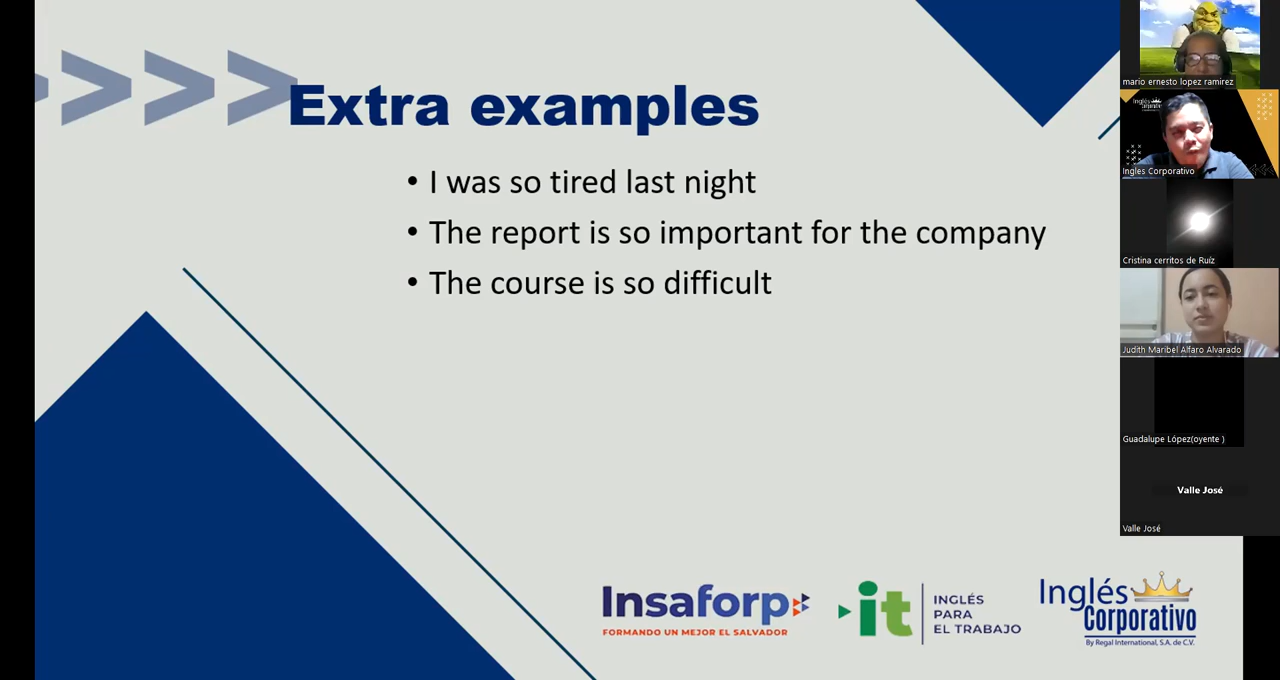 Extra examples
• I was so tired last night
• The report is so important for the company
• The course is so difficult
Insaforp
FORMANDO UN MEJOR EL SALVADOR
it
INGLÉS
PARA
EL TRABAJO
Inglés
Corporativo
By Regal International, S.A. de C.V.
mario ernesto lopez ramirez
Inglés
Ingles Corporativo
Cristina cerritos de Ruíz
Judith Maribel Alfaro Alvarado
Guadalupe López(oyente )
Valle José
Valle José